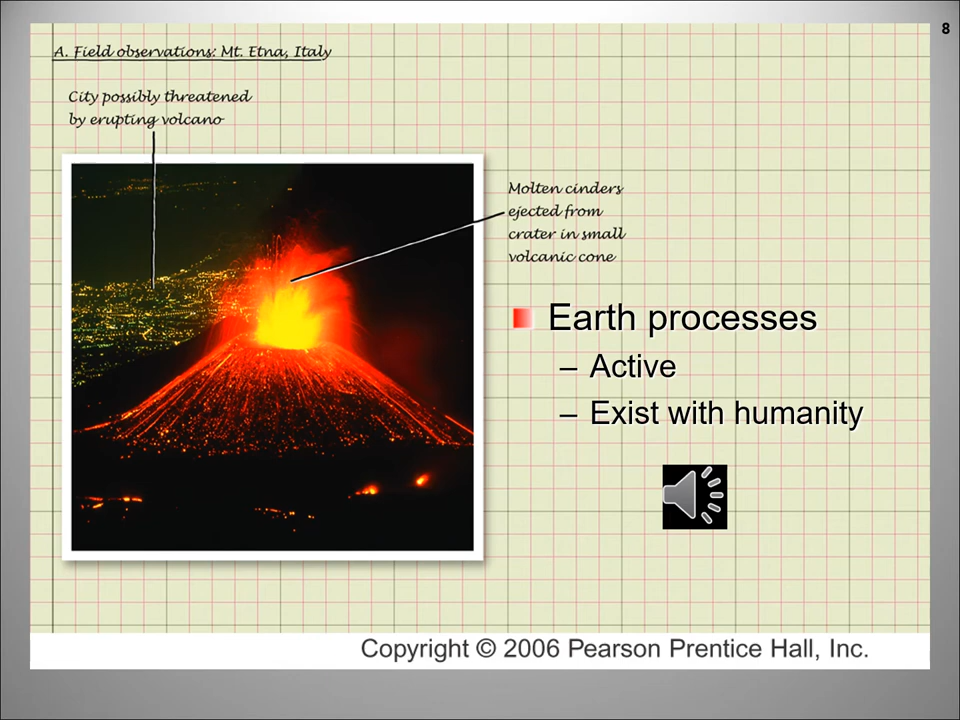 8
A. Field observations: Mt. Etna, Italy
City possibly threatened
by erupting volcano
Molten cinders
ejected from
crater in small
volcanic cone
Earth processes
– Active
– Exist with humanity
Copyright © 2006 Pearson Prentice Hall, Inc.